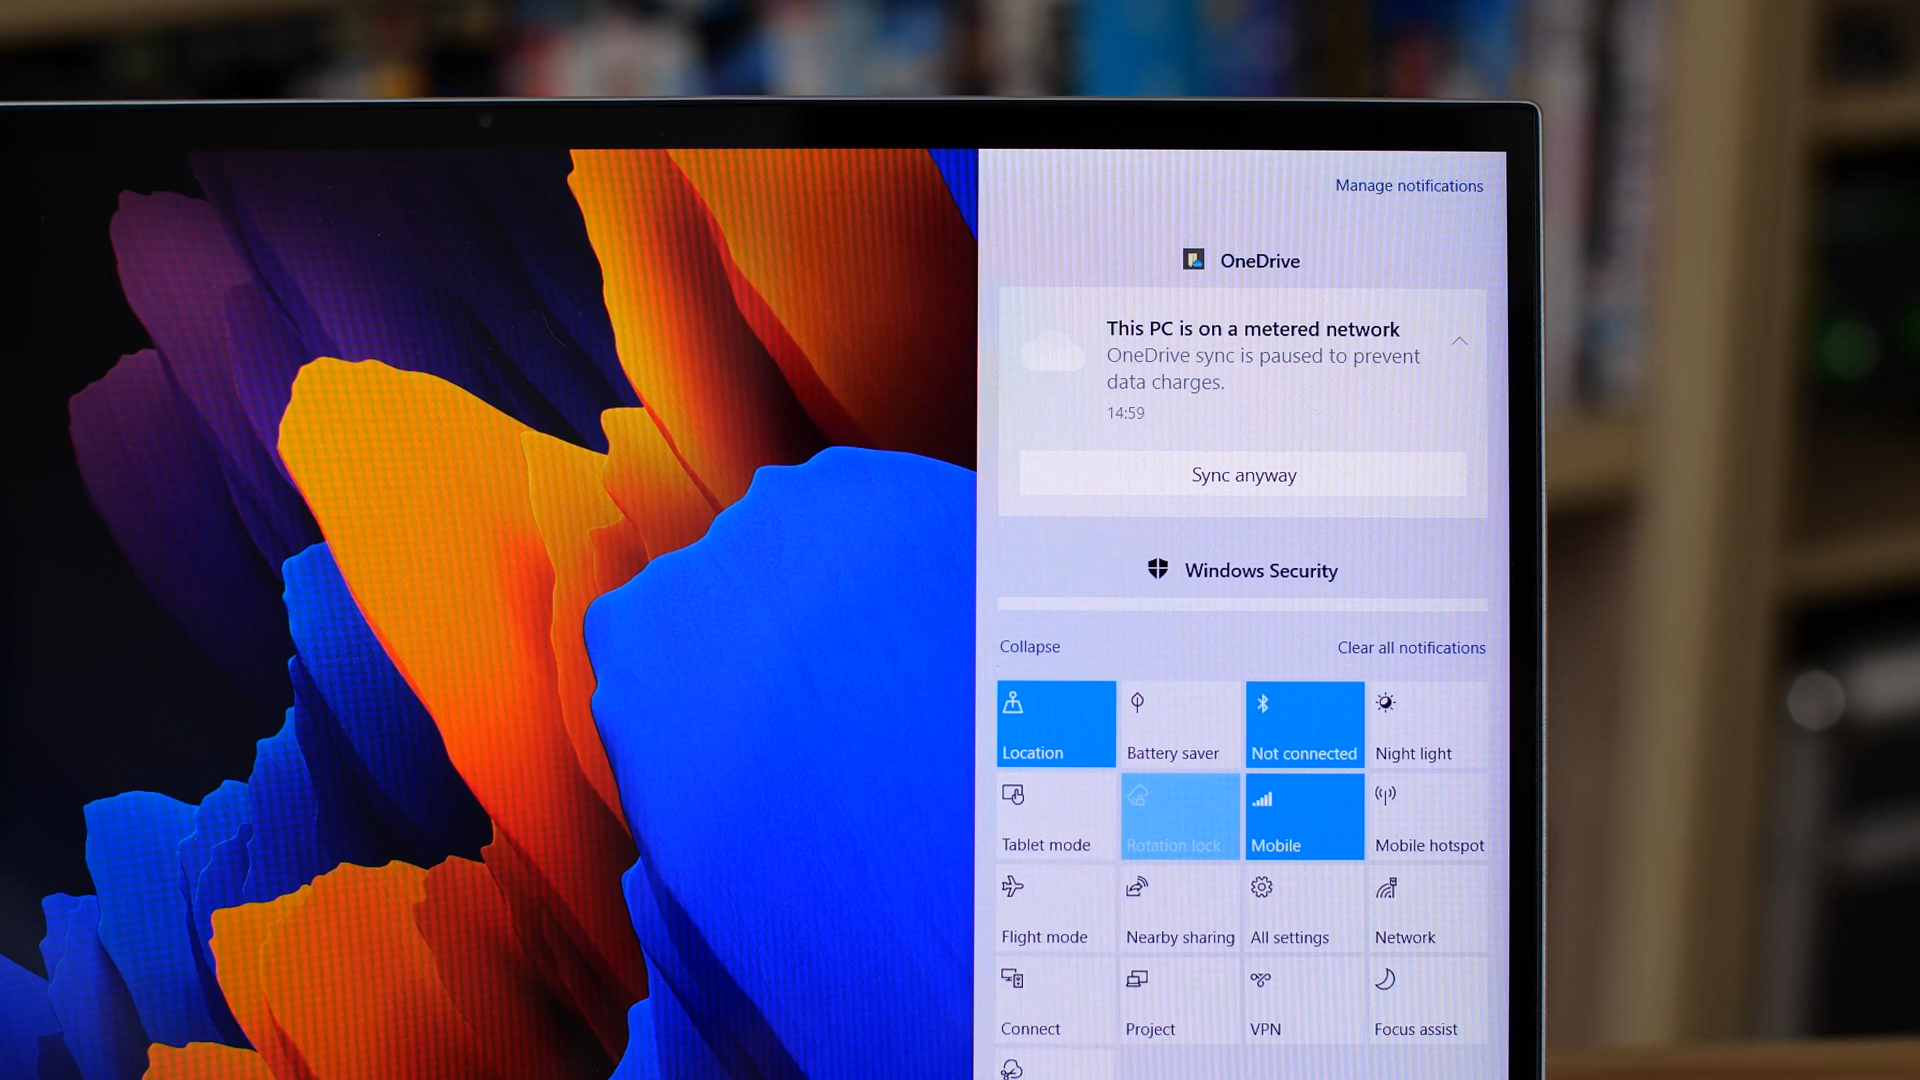 Manage notifications
OneDrive
This PC is on a metered network
OneDrive sync is paused to prevent
data charges.
14:59
Sync anyway
Windows Security
Collapse
Clear all notifications
Location
Battery saver
Not connected
Night light
Tablet mode
Rotation lock
Mobile
Mobile hotspot
Flight mode
Nearby sharing
All settings
Network
Connect
Project
VPN
Focus assist